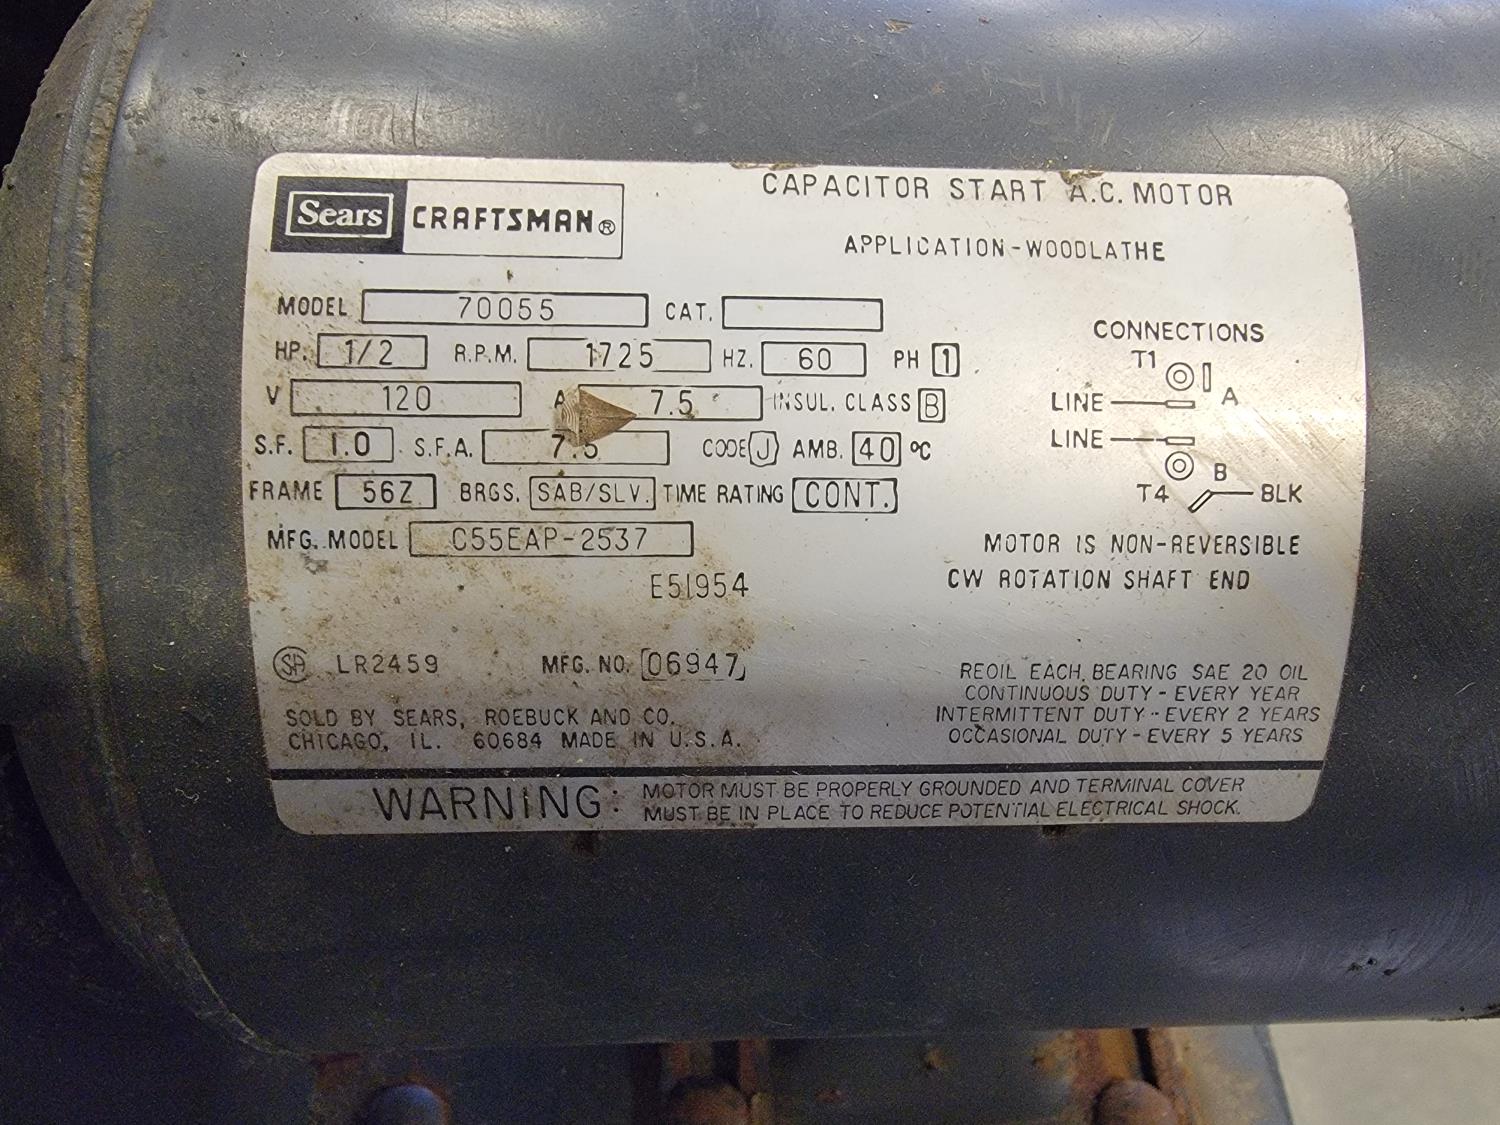 Sears CRAFTSMAN®
CAPACITOR START A.C. MOTOR
APPLICATION-WOODLATHE
MODEL 70055 CAT.
HP. 1/2 R.P.M. 1725 HZ. 60 PH 1
V 120 A 7.5 INSUL. CLASS B
S.F. 1.0 S.F.A. 7.5 CODE J AMB. 40 ºC
FRAME 56Z BRGS. SAB/SLV. TIME RATING CONT.
MFG. MODEL C55EAP-2537
E51954
CONNECTIONS
T1
LINE A
LINE
B
T4 BLK
MOTOR IS NON-REVERSIBLE
CW ROTATION SHAFT END
SA LR2459 MFG. NO. 06947
SOLD BY SEARS, ROEBUCK AND CO.
CHICAGO, IL. 60684 MADE IN U.S.A.
REOIL EACH BEARING SAE 20 OIL
CONTINUOUS DUTY - EVERY YEAR
INTERMITTENT DUTY - EVERY 2 YEARS
OCCASIONAL DUTY - EVERY 5 YEARS
WARNING: MOTOR MUST BE PROPERLY GROUNDED AND TERMINAL COVER
MUST BE IN PLACE TO REDUCE POTENTIAL ELECTRICAL SHOCK.